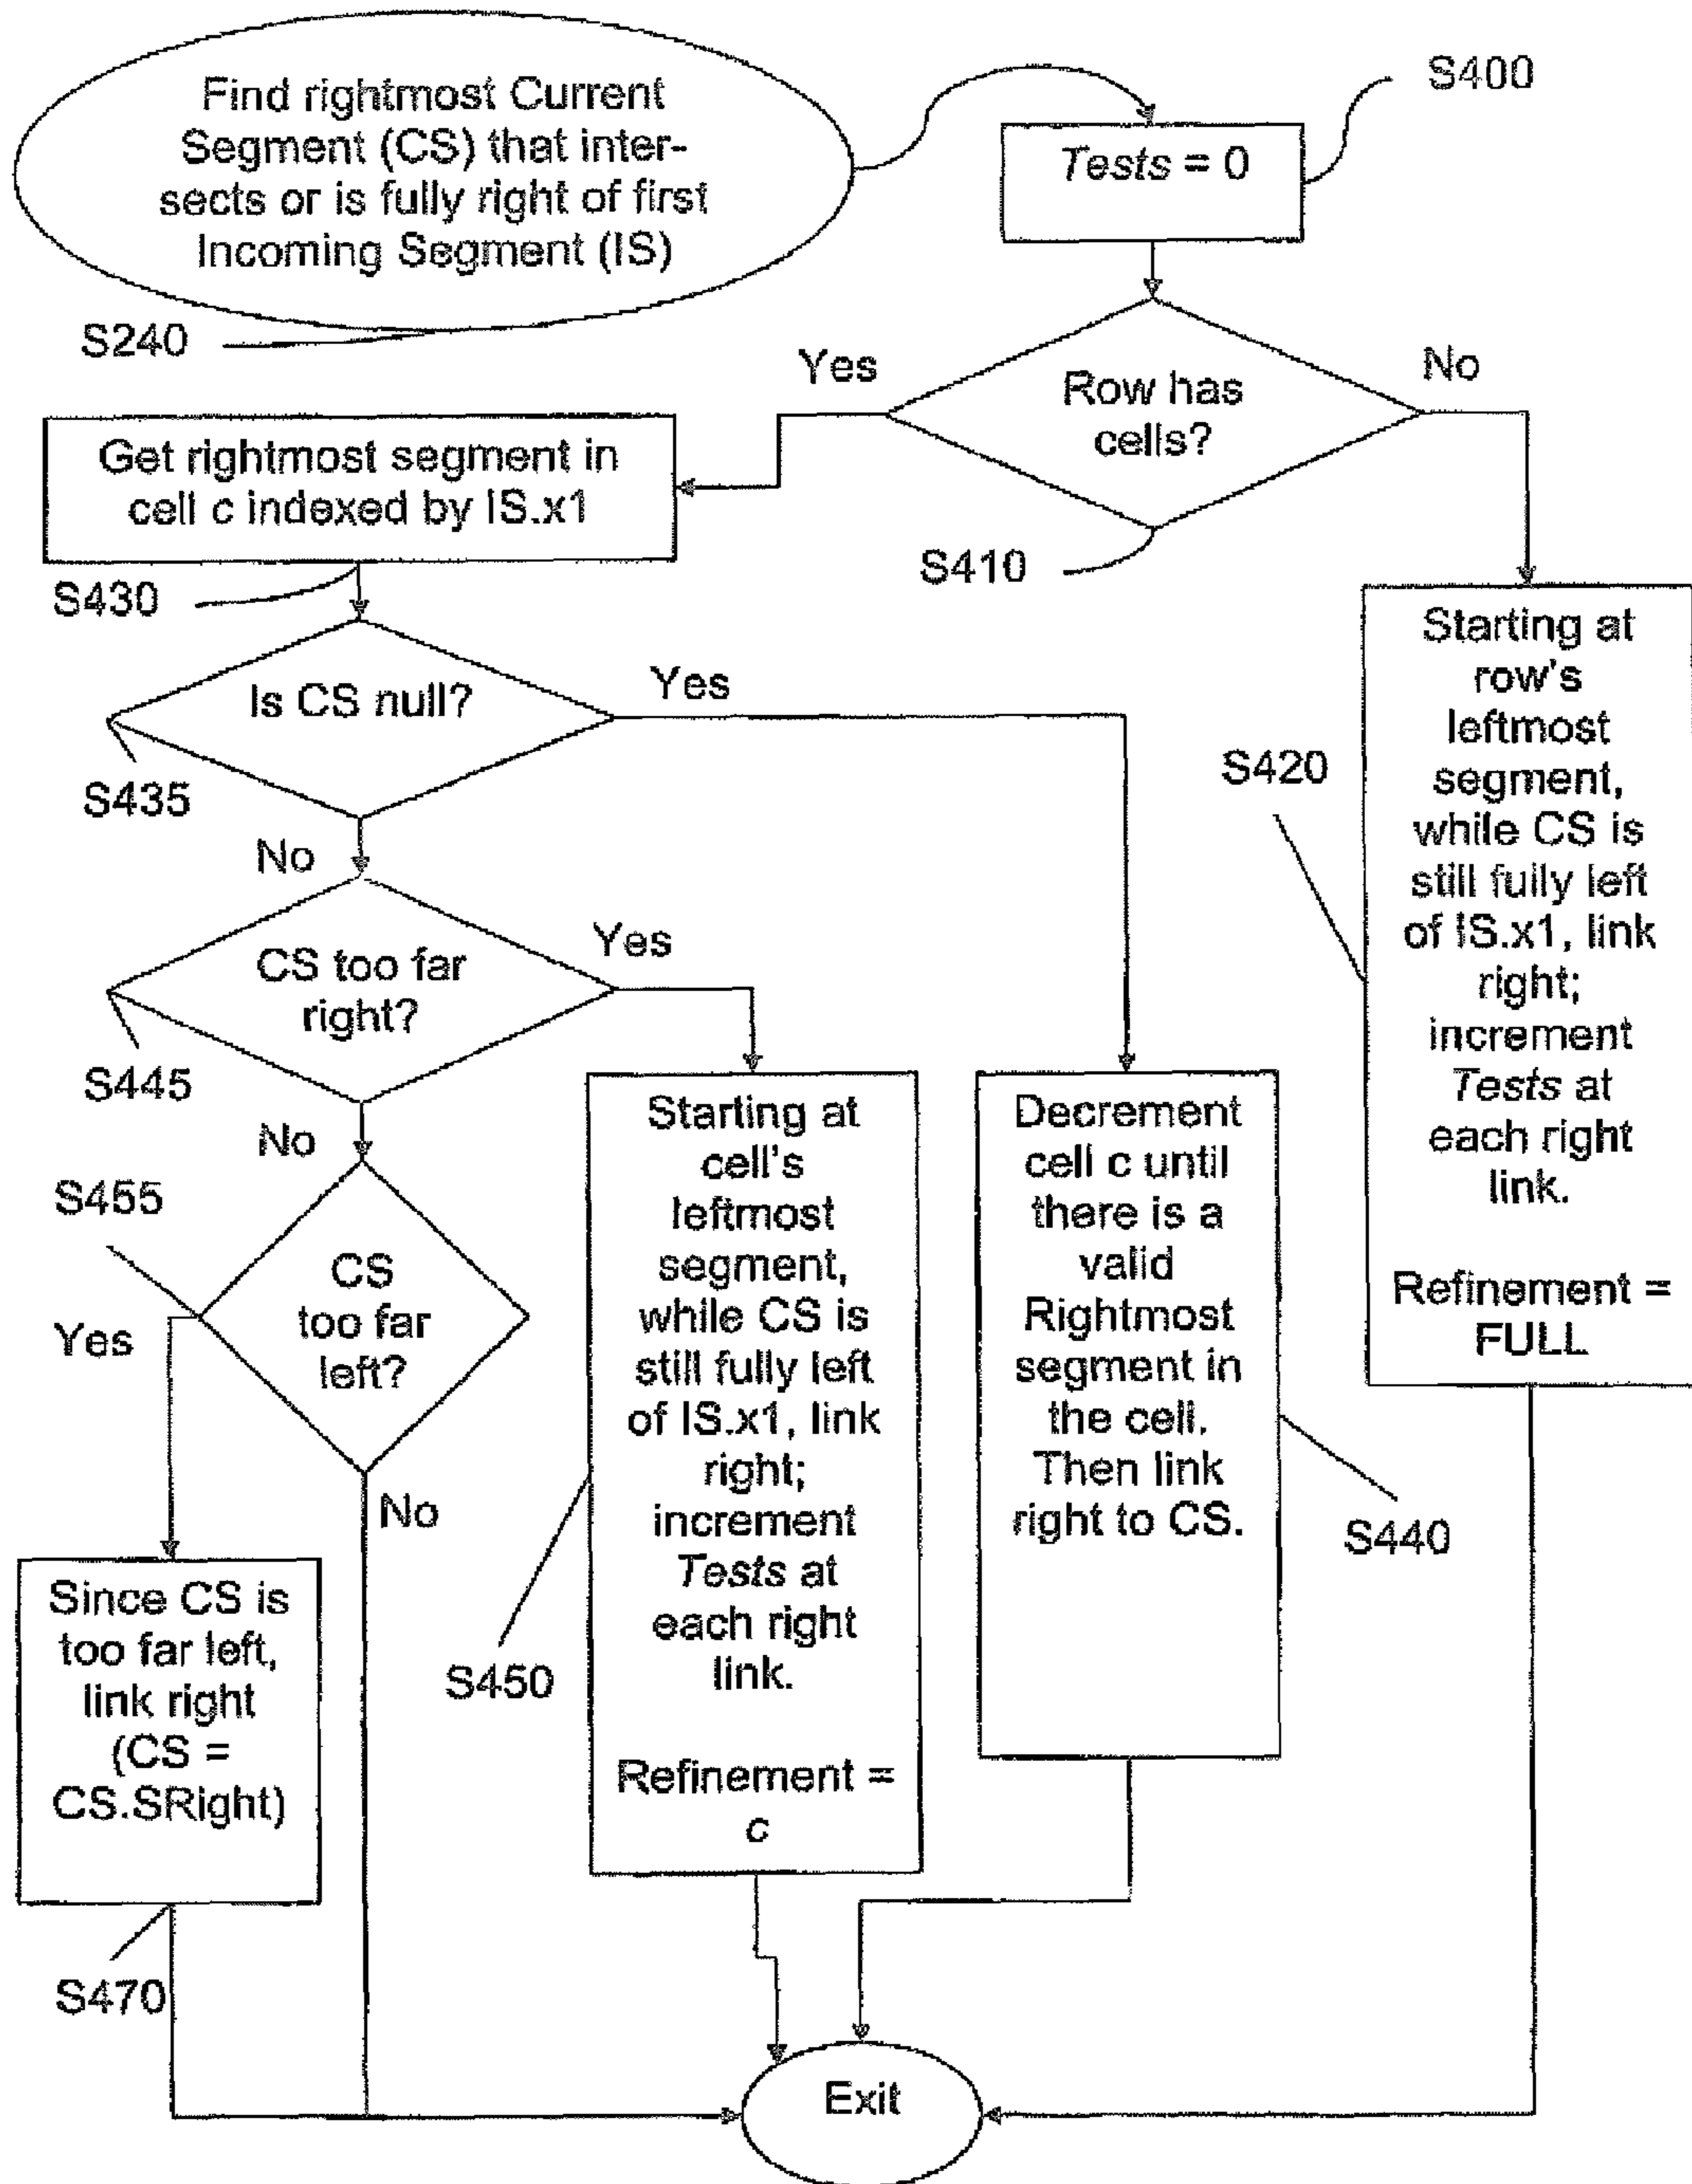 Find rightmost Current
Segment (CS) that inter-
sects or is fully right of first
Incoming Segment (IS)
S240
Tests = 0
S400
Row has
cells?
Yes
No
S410
Get rightmost segment in
cell c indexed by IS.x1
S430
Starting at
row's
leftmost
segment,
while CS is
still fully left
of IS.x1, link
right;
increment
Tests at
each right
link.
Refinement =
FULL
S420
Is CS null?
Yes
S435
No
CS too far
right?
Yes
S445
No
Starting at
cell's
leftmost
segment,
while CS is
still fully left
of IS.x1, link
right;
increment
Tests at
each right
link.
Refinement =
c
S450
Decrement
cell c until
there is a
valid
Rightmost
segment in
the cell.
Then link
right to CS.
S440
S455
CS
too far
left?
Yes
No
Since CS is
too far left,
link right
(CS =
CS.SRight)
S470
Exit